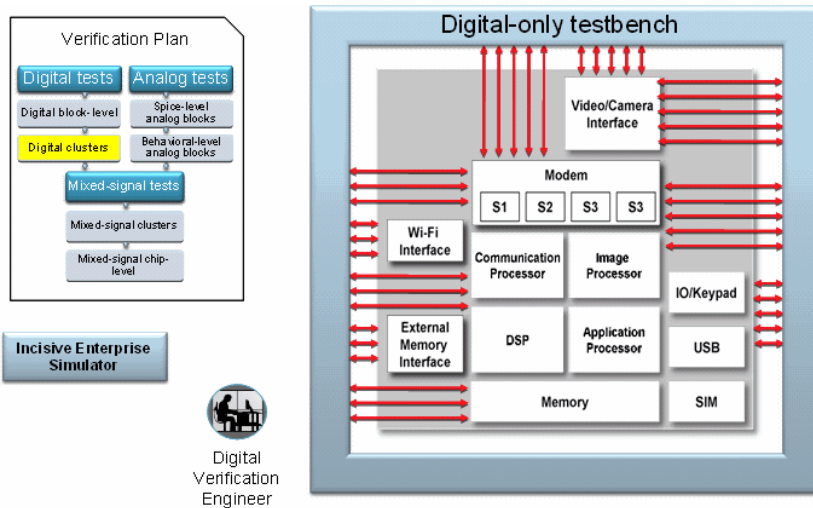 Verification Plan
Digital tests
Analog tests
Digital block-level
Spice-level
analog blocks
Digital clusters
Behavioral-level
analog blocks
Mixed-signal tests
Mixed-signal clusters
Mixed-signal chip-
level
Incisive Enterprise
Simulator
Digital
Verification
Engineer
Digital-only testbench
Video/Camera
Interface
Modem
S1
S2
S3
S3
Wi-Fi
Interface
Communication
Processor
Image
Processor
IO/Keypad
External
Memory
Interface
DSP
Application
Processor
USB
Memory
SIM